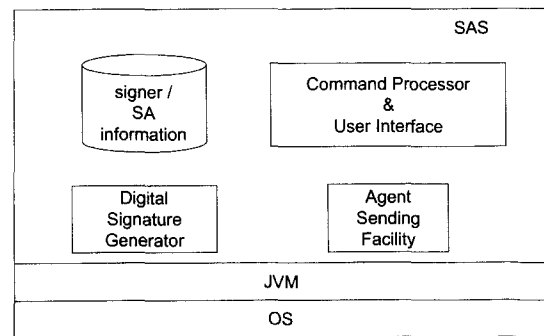 SAS
signer /
SA
information
Command Processor
&
User Interface
Digital
Signature
Generator
Agent
Sending
Facility
JVM
OS